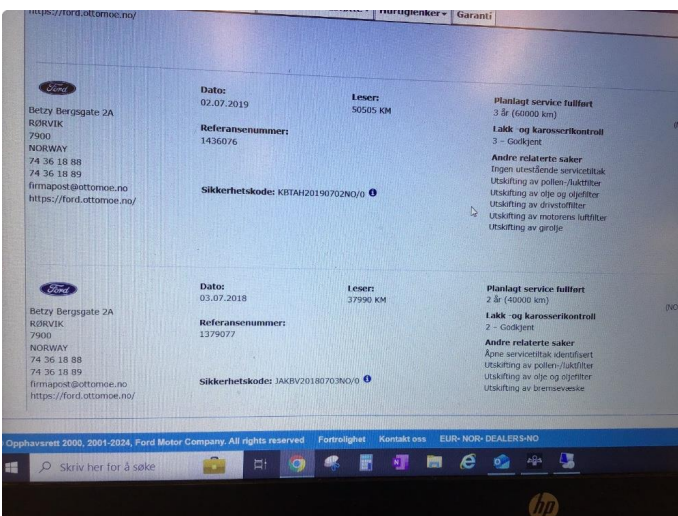 https://ford.ottomoe.no/
Hurtiglenker
Garanti
Ford
Betzy Bergsgate 2A
RØRVIK
7900
NORWAY
74 36 18 88
74 36 18 89
firmapost@ottomoe.no
https://ford.ottomoe.no/
Dato:
02.07.2019
Referansenummer:
1436076
Sikkerhetskode: KBTAH20190702NO/0
Leser:
50505 KM
Planlagt service fullført
3 år (60000 km)
Lakk -og karosserikontroll
3 – Godkjent
Andre relaterte saker
Ingen utestående servicetiltak
Utskifting av pollen-/luktfilter
Utskifting av olje og oljefilter
Utskifting av drivstoffilter
Utskifting av motorens luftfilter
Utskifting av girolje
Ford
Betzy Bergsgate 2A
RØRVIK
7900
NORWAY
74 36 18 88
74 36 18 89
firmapost@ottomoe.no
https://ford.ottomoe.no/
Dato:
03.07.2018
Referansenummer:
1379077
Sikkerhetskode: JAKBV20180703NO/0
Leser:
37990 KM
Planlagt service fullført
2 år (40000 km)
Lakk -og karosserikontroll
2 – Godkjent
Andre relaterte saker
Åpne servicetiltak identifisert
Utskifting av pollen-/luktfilter
Utskifting av olje og oljefilter
Utskifting av bremsevæske
Opphavsrett 2000, 2001-2024, Ford Motor Company. All rights reserved Fortrolighet Kontakt oss EUR- NOR- DEALERS-NO
Skriv her for å søke
hp